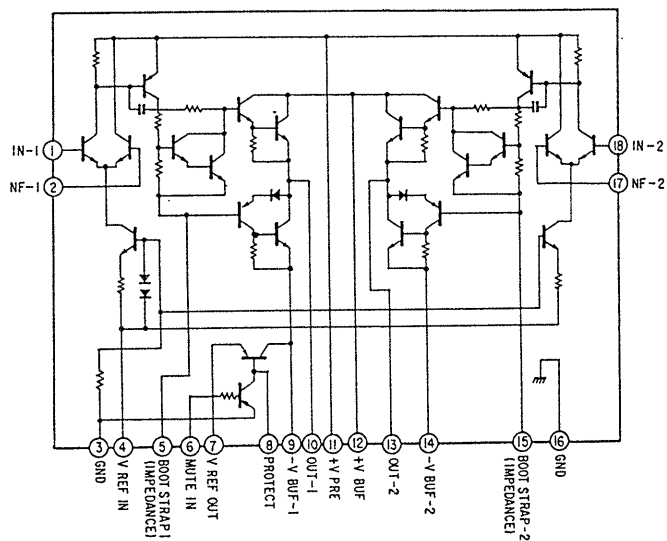 IN-1 1
18 IN-2
NF-1 2
17 NF-2
3 4 5 6 7 8 9 10 11 12 13 14 15 16
GND
V REF IN
BOOT STRAP 1
(IMPEDANCE)
MUTE IN
V REF OUT
PROTECT
-V BUF-1
OUT-1
+V PRE
+V BUF
OUT-2
-V BUF-2
BOOT STRAP-2
(IMPEDANCE)
GND